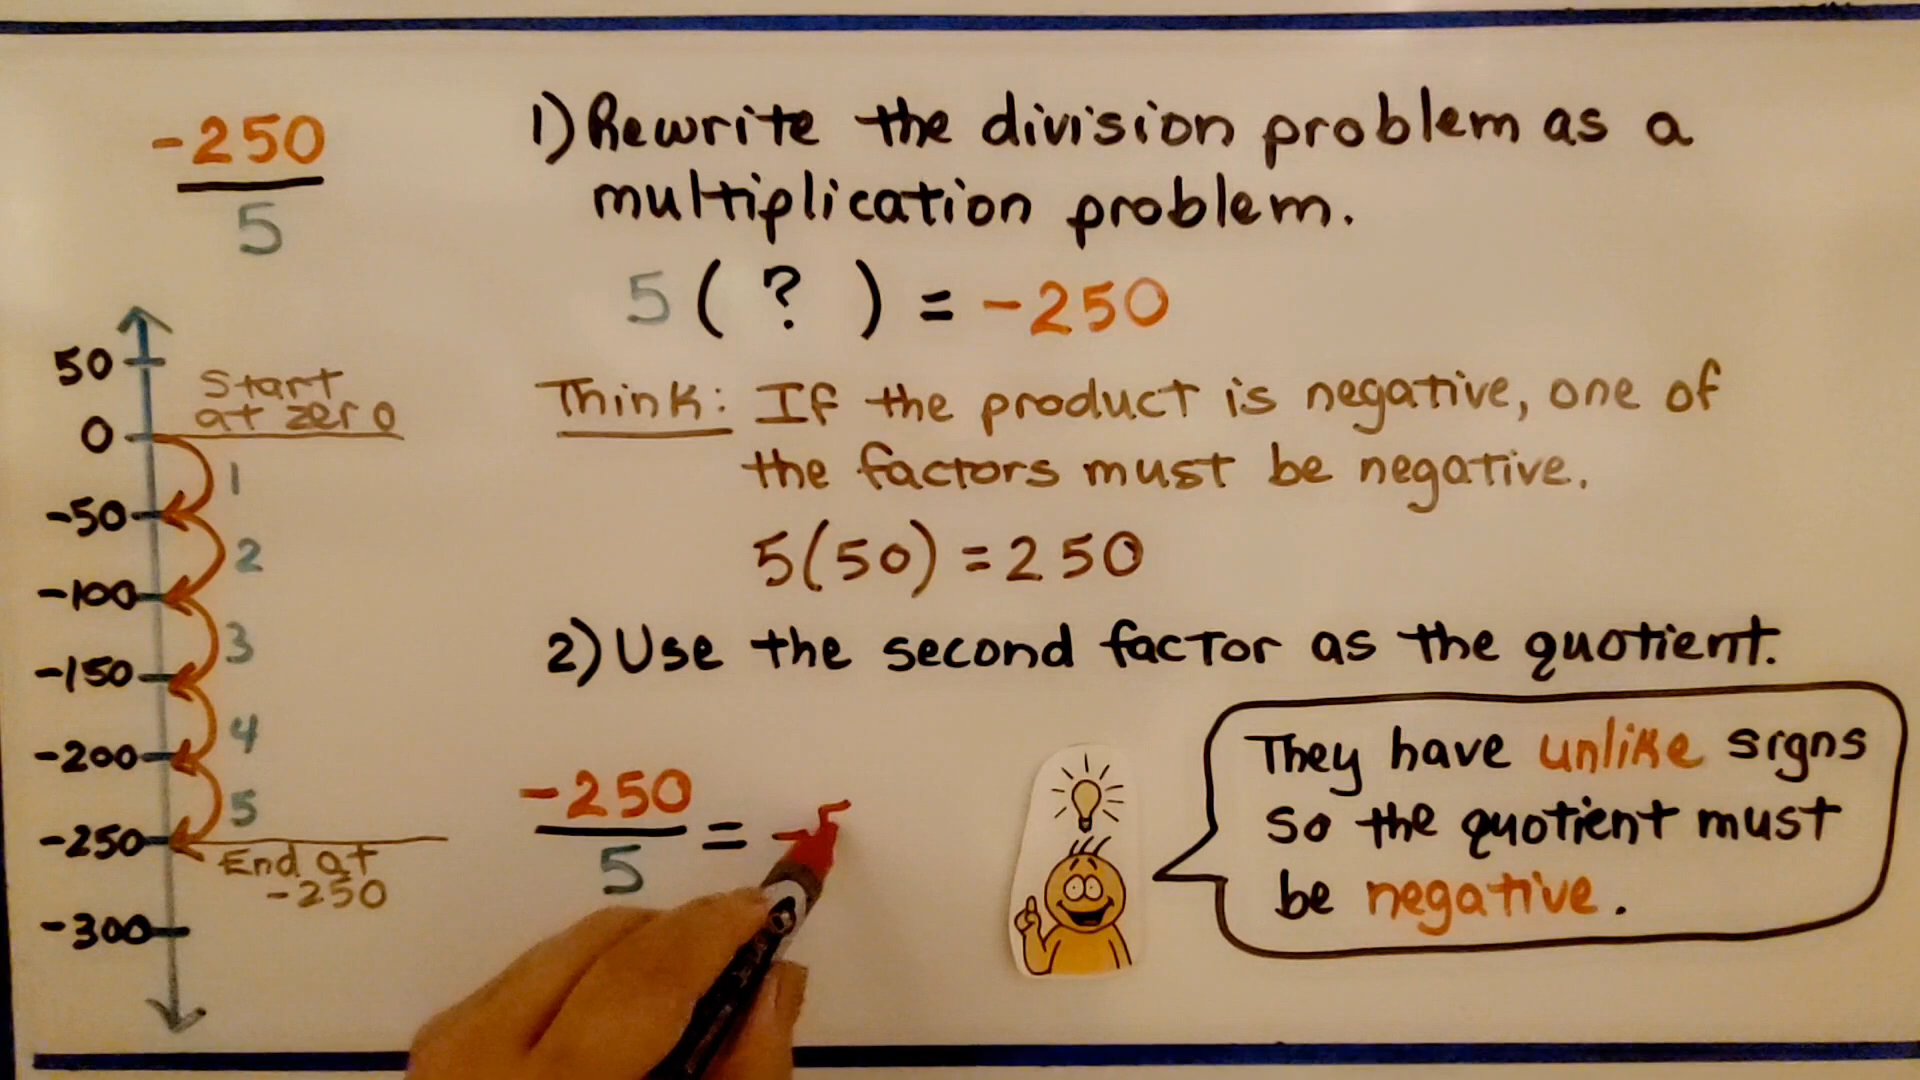 -250
5
1) Rewrite the division problem as a
multiplication problem.
5 ( ? ) = -250
Think: If the product is negative, one of
the factors must be negative.
5(50) = 250
2) Use the second factor as the quotient.
-250
5
= -5
They have unlike signs
so the quotient must
be negative.
50
Start
at zero
0
1
-50
2
-100
3
-150
4
-200
5
-250
End at
-250
-300